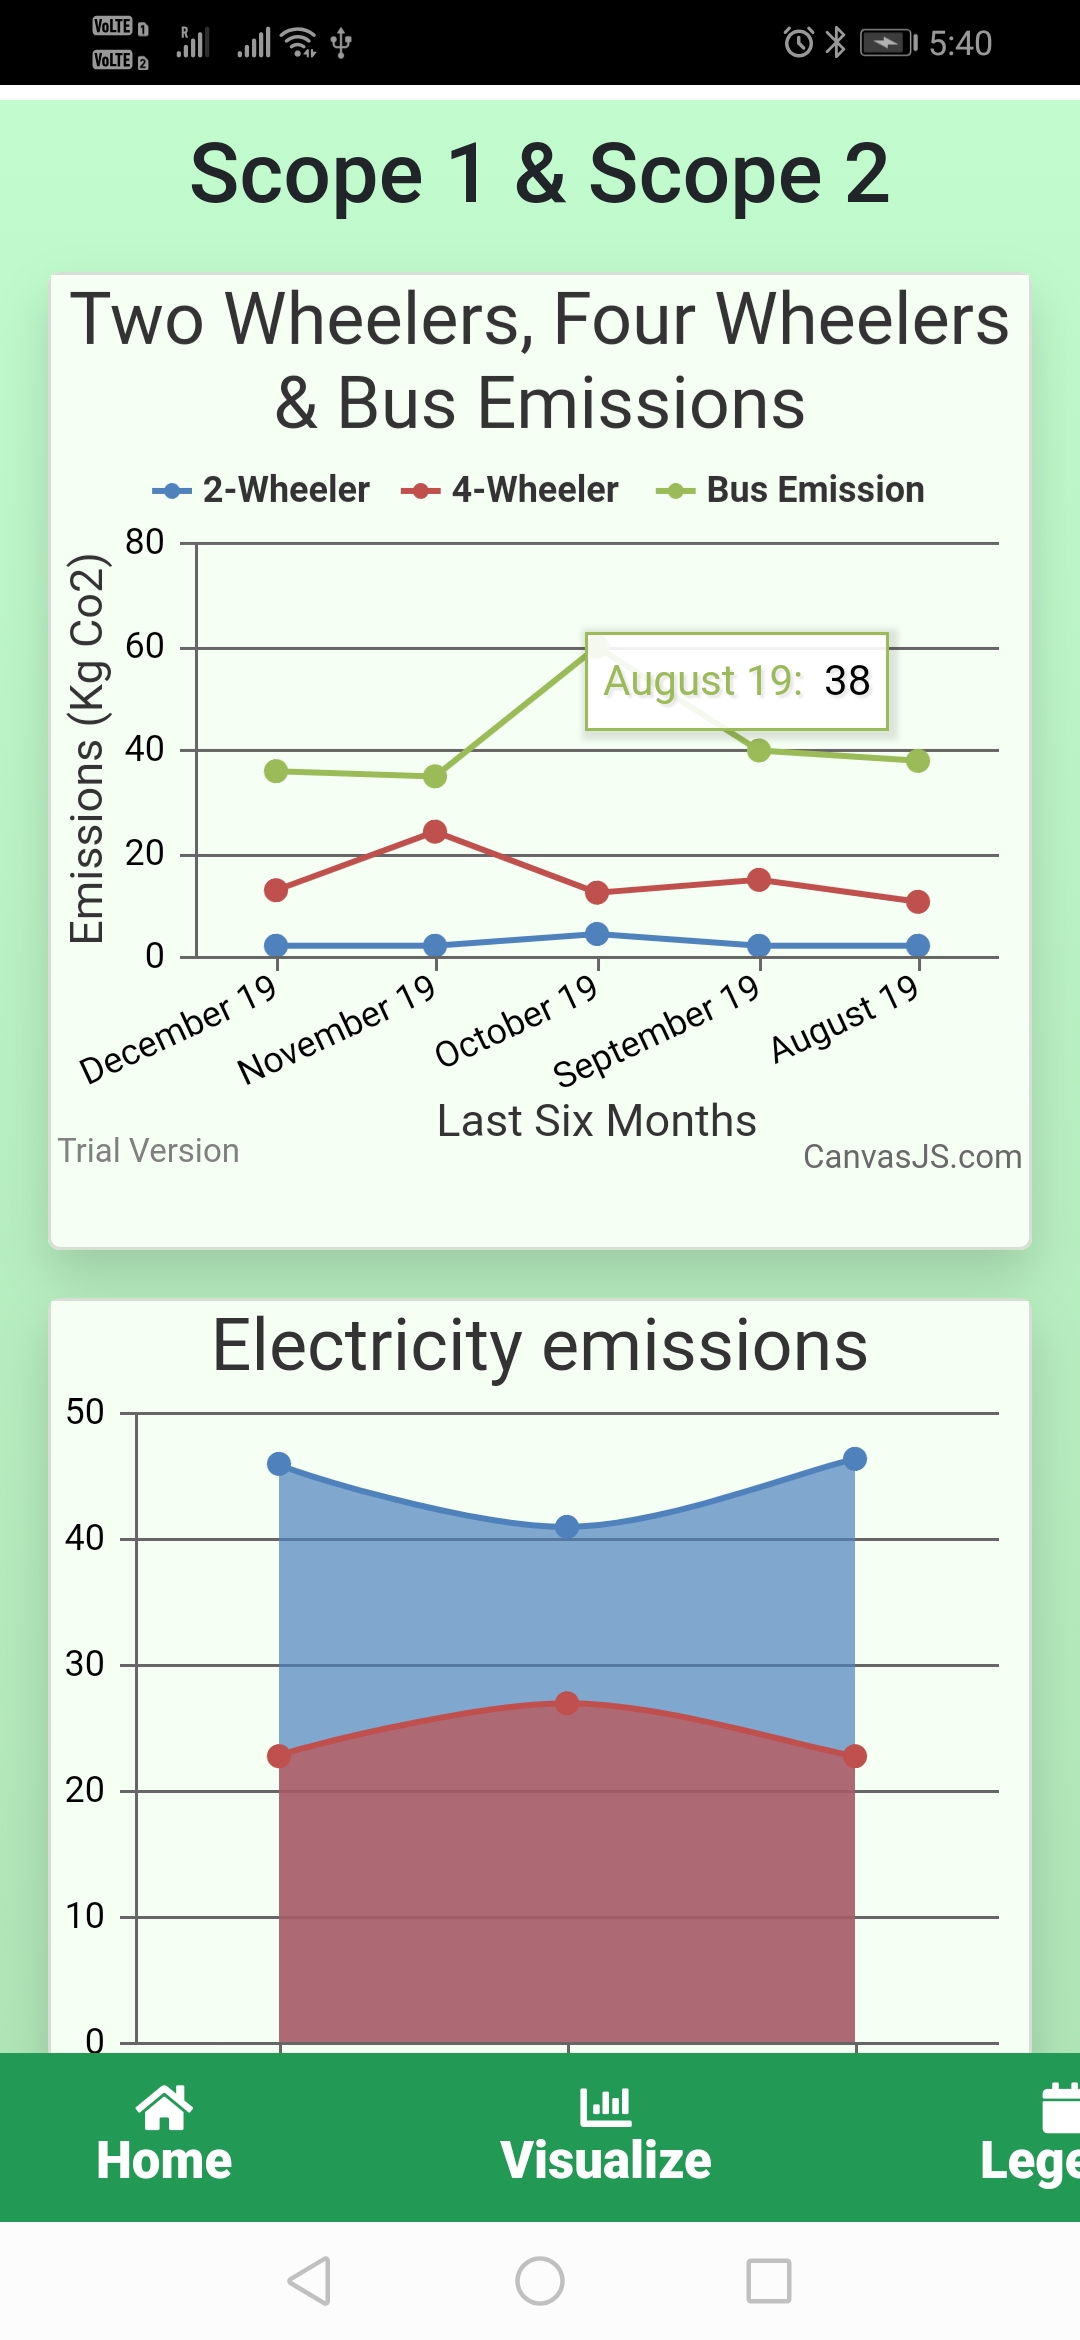 VoLTE 1
VoLTE 2
R
5:40
Scope 1 & Scope 2
Two Wheelers, Four Wheelers
& Bus Emissions
2-Wheeler 4-Wheeler Bus Emission
Emissions (Kg Co2)
80
60
40
20
0
August 19: 38
December 19 November 19 October 19 September 19 August 19
Last Six Months
Trial Version
CanvasJS.com
Electricity emissions
50
40
30
20
10
0
Home Visualize Lege